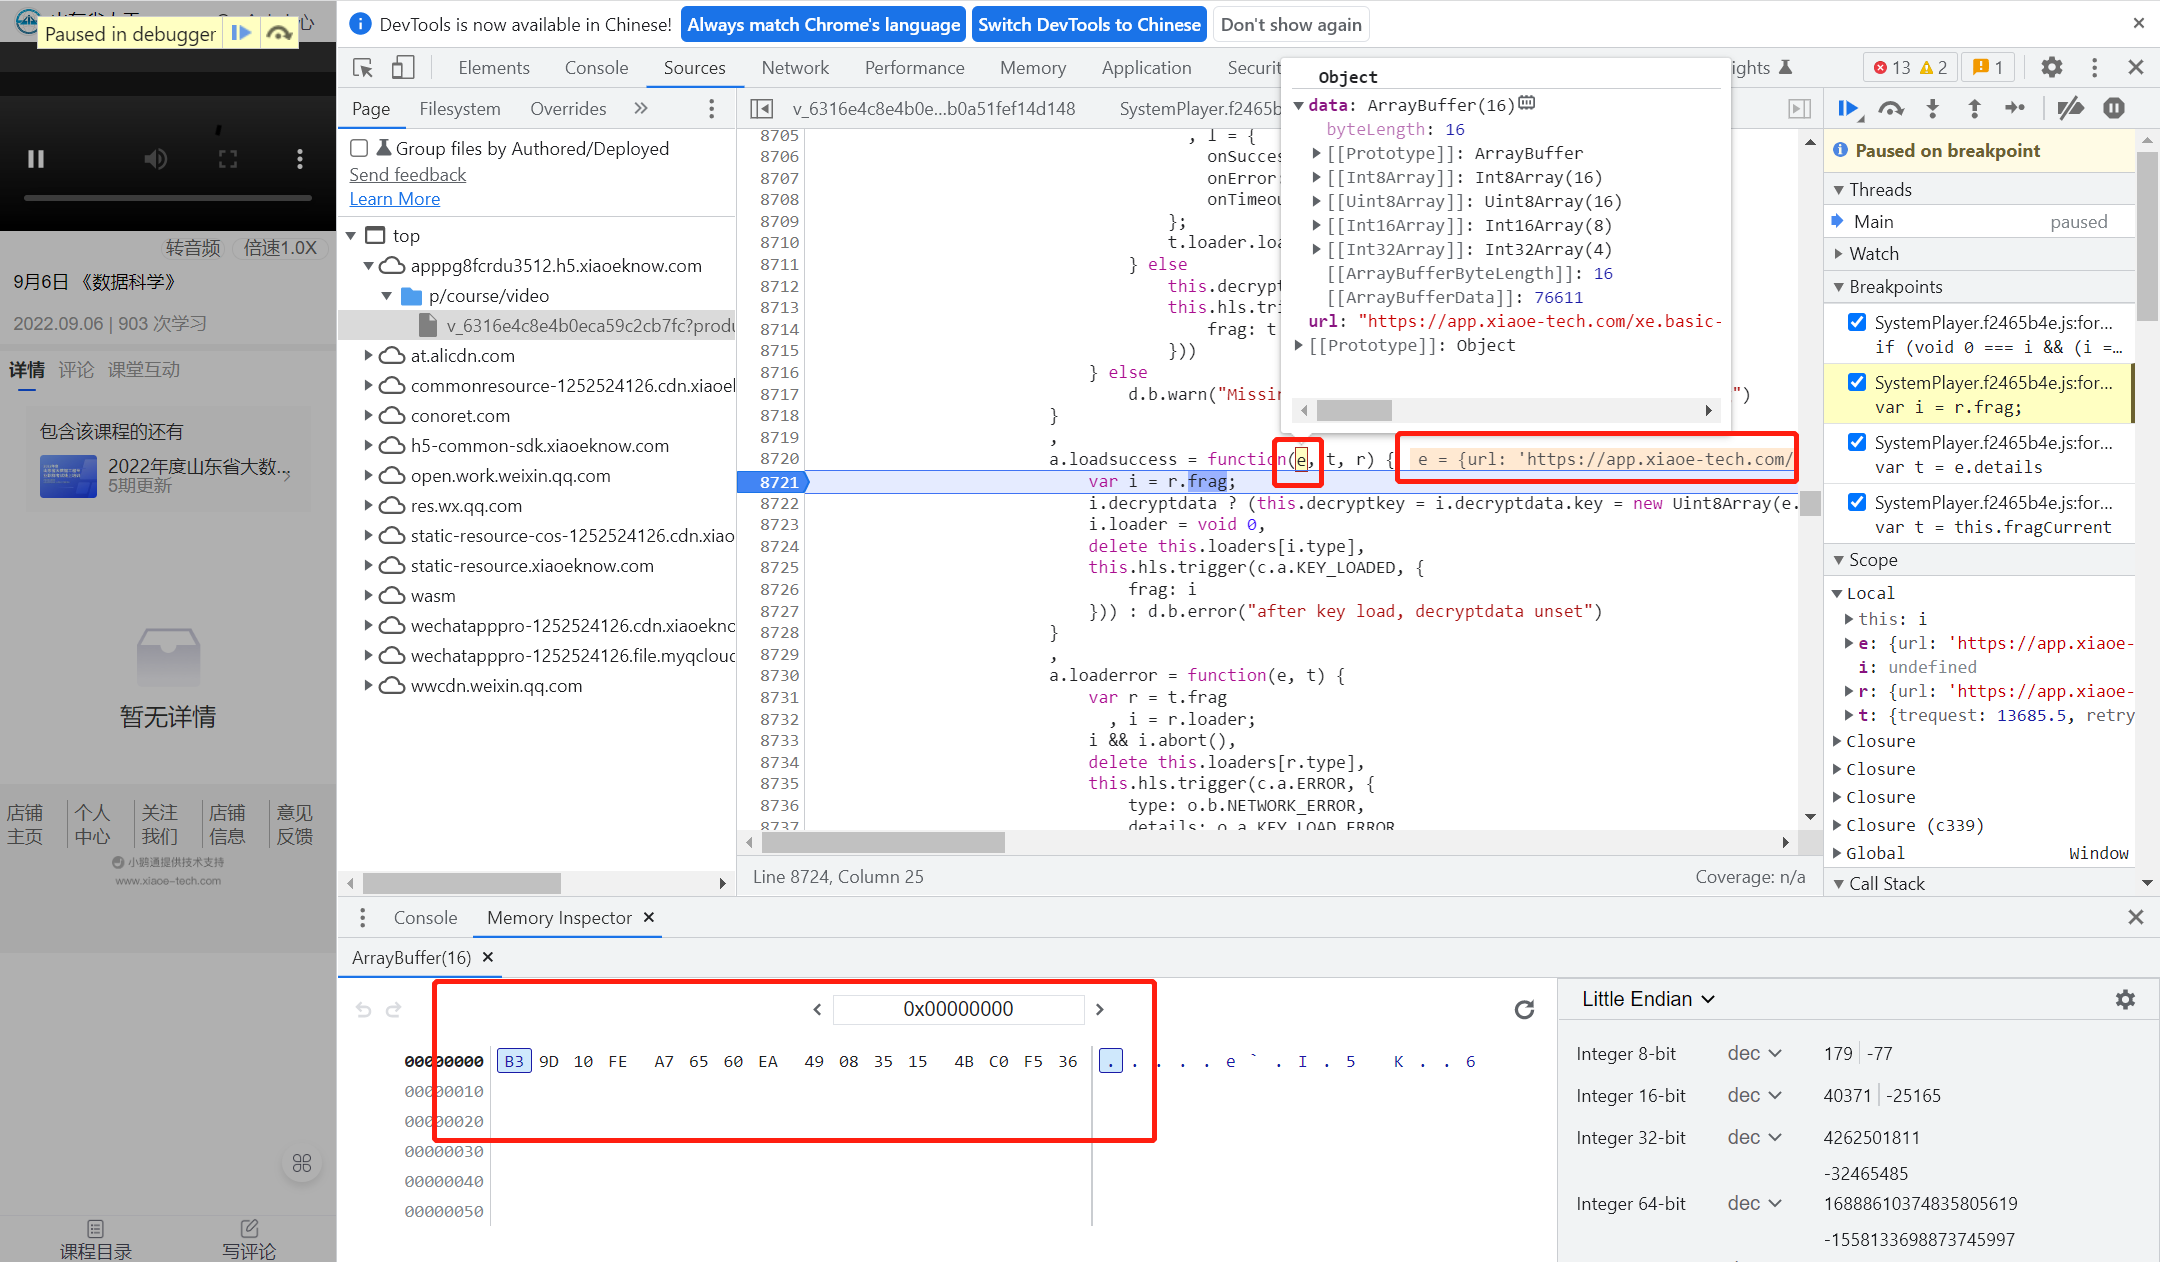 Paused in debugger
转音频
倍速1.0X
9月6日 《数据科学》
2022.09.06 | 903 次学习
详情 评论 课堂互动
包含该课程的还有
2022年度山东省大数...
5期更新
暂无详情
店铺主页
个人中心
关注我们
店铺信息
意见反馈
小鹅通提供技术支持
www.xiaoe-tech.com
课程目录
写评论
DevTools is now available in Chinese!
Always match Chrome's language
Switch DevTools to Chinese
Don't show again
Elements Console Sources Network Performance Memory Application Securit
ights
13 2 1
Page Filesystem Overrides
Group files by Authored/Deployed
Send feedback
Learn More
top
apppg8fcrdu3512.h5.xiaoeknow.com
p/course/video
v_6316e4c8e4b0eca59c2cb7fc?produ
at.alicdn.com
commonresource-1252524126.cdn.xiaoel
conoret.com
h5-common-sdk.xiaoeknow.com
open.work.weixin.qq.com
res.wx.qq.com
static-resource-cos-1252524126.cdn.xiao
static-resource.xiaoeknow.com
wasm
wechatapppro-1252524126.cdn.xiaoeknc
wechatapppro-1252524126.file.myqcloud
wwcdn.weixin.qq.com
v_6316e4c8e4b0e...b0a51fef14d148
SystemPlayer.f2465b
8705 , l = {
8706 onSucces
8707 onError:
8708 onTimeou
8709 };
8710 t.loader.loa
8711 } else
8712 this.decrypt
8713 this.hls.tri
8714 frag: t
8715 }))
8716 } else
8717 d.b.warn("Missin
")
8718 }
8719 ,
8720 a.loadsuccess = function(e, t, r) { e = {url: 'https://app.xiaoe-tech.com/
8721 var i = r.frag;
8722 i.decryptdata ? (this.decryptkey = i.decryptdata.key = new Uint8Array(e.
8723 i.loader = void 0,
8724 delete this.loaders[i.type],
8725 this.hls.trigger(c.a.KEY_LOADED, {
8726 frag: i
8727 })) : d.b.error("after key load, decryptdata unset")
8728 }
8729 ,
8730 a.loaderror = function(e, t) {
8731 var r = t.frag
8732 , i = r.loader;
8733 i && i.abort(),
8734 delete this.loaders[r.type],
8735 this.hls.trigger(c.a.ERROR, {
8736 type: o.b.NETWORK_ERROR,
8737 details: o.a.KEY_LOAD_ERROR
Line 8724, Column 25
Coverage: n/a
Object
data: ArrayBuffer(16)
byteLength: 16
[[Prototype]]: ArrayBuffer
[[Int8Array]]: Int8Array(16)
[[Uint8Array]]: Uint8Array(16)
[[Int16Array]]: Int16Array(8)
[[Int32Array]]: Int32Array(4)
[[ArrayBufferByteLength]]: 16
[[ArrayBufferData]]: 76611
url: "https://app.xiaoe-tech.com/xe.basic-
[[Prototype]]: Object
Paused on breakpoint
Threads
Main paused
Watch
Breakpoints
SystemPlayer.f2465b4e.js:for...
if (void 0 === i && (i =...
SystemPlayer.f2465b4e.js:for...
var i = r.frag;
SystemPlayer.f2465b4e.js:for...
var t = e.details
SystemPlayer.f2465b4e.js:for...
var t = this.fragCurrent
Scope
Local
this: i
e: {url: 'https://app.xiaoe-
i: undefined
r: {url: 'https://app.xiaoe-
t: {trequest: 13685.5, retry
Closure
Closure
Closure
Closure (c339)
Global Window
Call Stack
Console Memory Inspector
ArrayBuffer(16)
0x00000000
00000000 B3 9D 10 FE A7 65 60 EA 49 08 35 15 4B C0 F5 36 . . . . . e ` . I . 5 K . . 6
00000010
00000020
00000030
00000040
00000050
Little Endian
Integer 8-bit dec 179 -77
Integer 16-bit dec 40371 -25165
Integer 32-bit dec 4262501811
-32465485
Integer 64-bit dec 16888610374835805619
-1558133698873745997